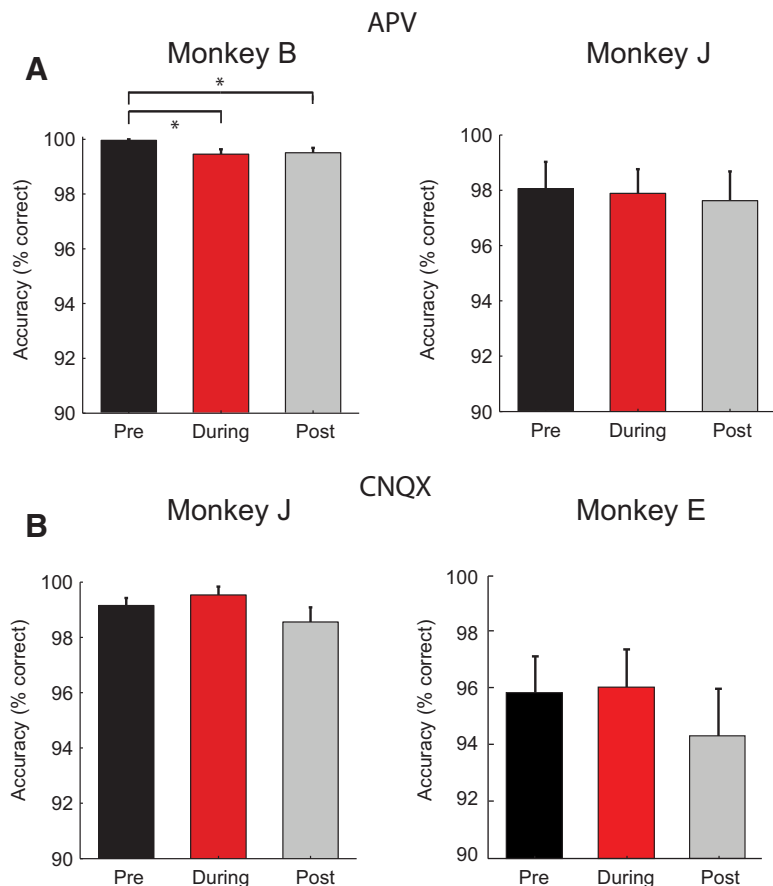 APV
A
Monkey B
Monkey J
*
*
Accuracy (% correct)
100
98
96
94
92
90
Pre During Post
Accuracy (% correct)
100
98
96
94
92
90
Pre During Post
CNQX
B
Monkey J
Monkey E
Accuracy (% correct)
100
98
96
94
92
90
Pre During Post
Accuracy (% correct)
100
98
96
94
92
90
Pre During Post